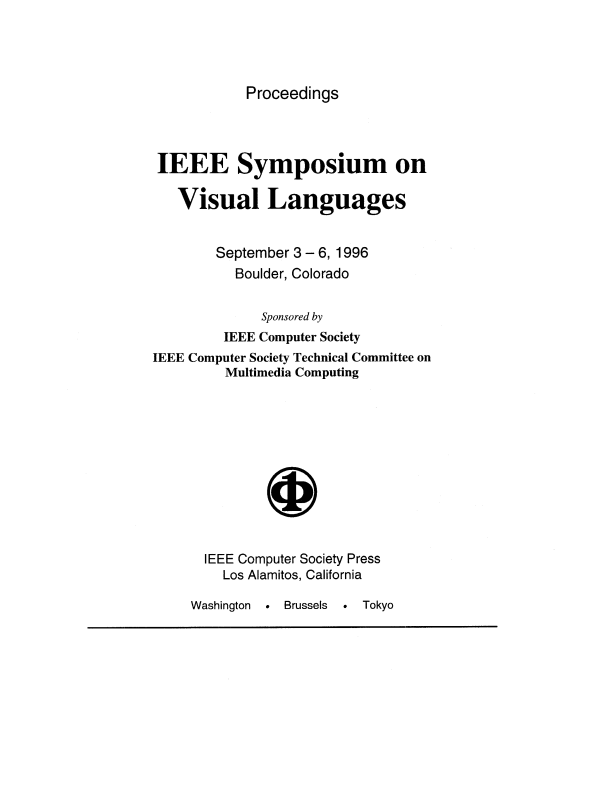 Proceedings
IEEE Symposium on
Visual Languages
September 3 – 6, 1996
Boulder, Colorado
Sponsored by
IEEE Computer Society
IEEE Computer Society Technical Committee on
Multimedia Computing
IEEE Computer Society Press
Los Alamitos, California
Washington • Brussels • Tokyo